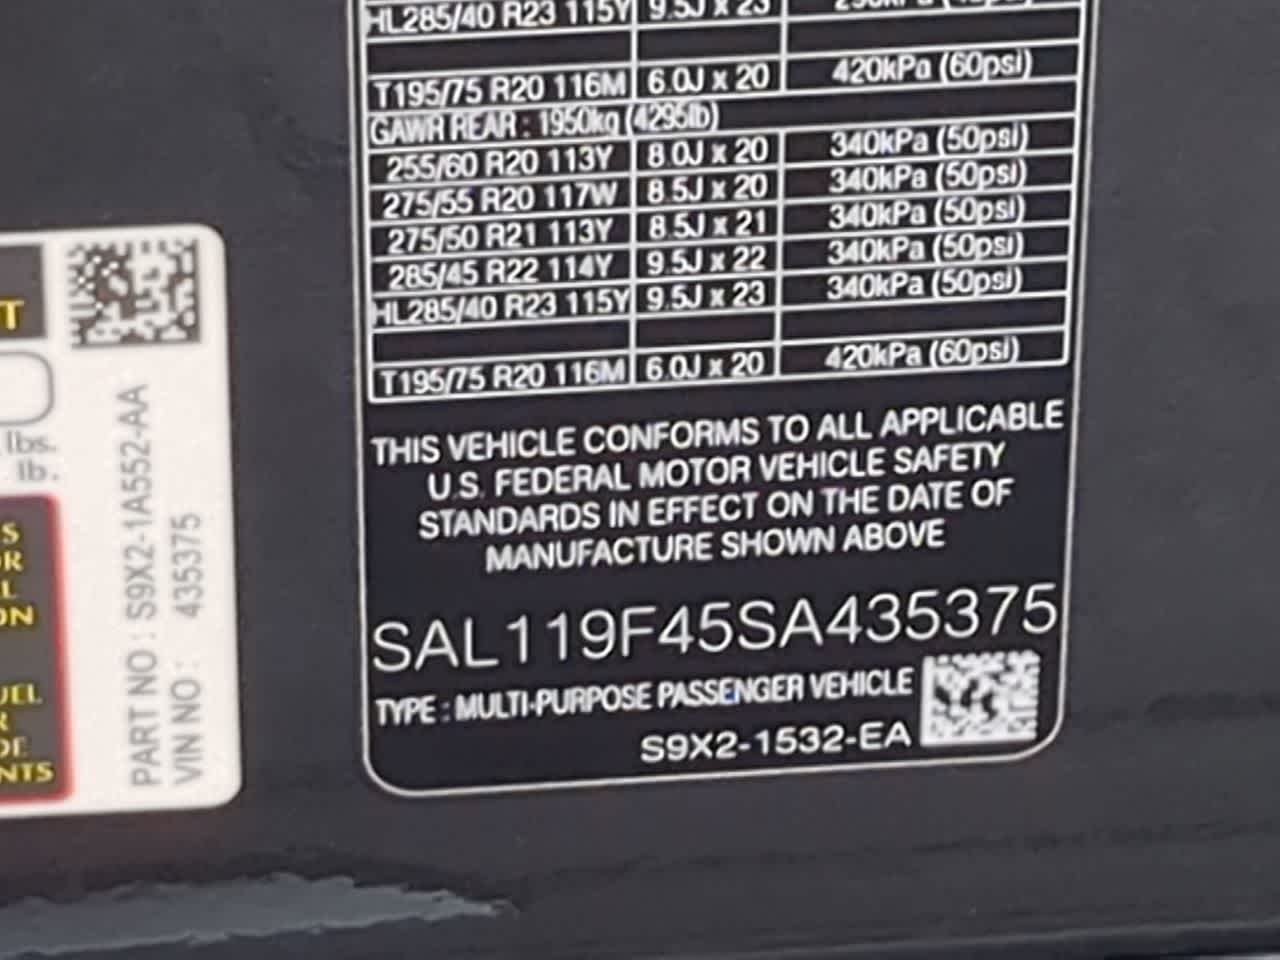 HL285/40 R23 115Y 9.5J x 23
T195/75 R20 116M 6.0J x 20 420kPa (60psi)
GAWR REAR : 1950kg (4295lb)
255/60 R20 113Y 8.0J x 20 340kPa (50psi)
275/55 R20 117W 8.5J x 20 340kPa (50psi)
275/50 R21 113Y 8.5J x 21 340kPa (50psi)
285/45 R22 114Y 9.5J x 22 340kPa (50psi)
HL285/40 R23 115Y 9.5J x 23 340kPa (50psi)
T195/75 R20 116M 6.0J x 20 420kPa (60psi)
THIS VEHICLE CONFORMS TO ALL APPLICABLE
U.S. FEDERAL MOTOR VEHICLE SAFETY
STANDARDS IN EFFECT ON THE DATE OF
MANUFACTURE SHOWN ABOVE
SAL119F45SA435375
TYPE : MULTI-PURPOSE PASSENGER VEHICLE
S9X2-1532-EA
lbs.
lb.
PART NO : S9X2-1A552-AA
VIN NO : 435375